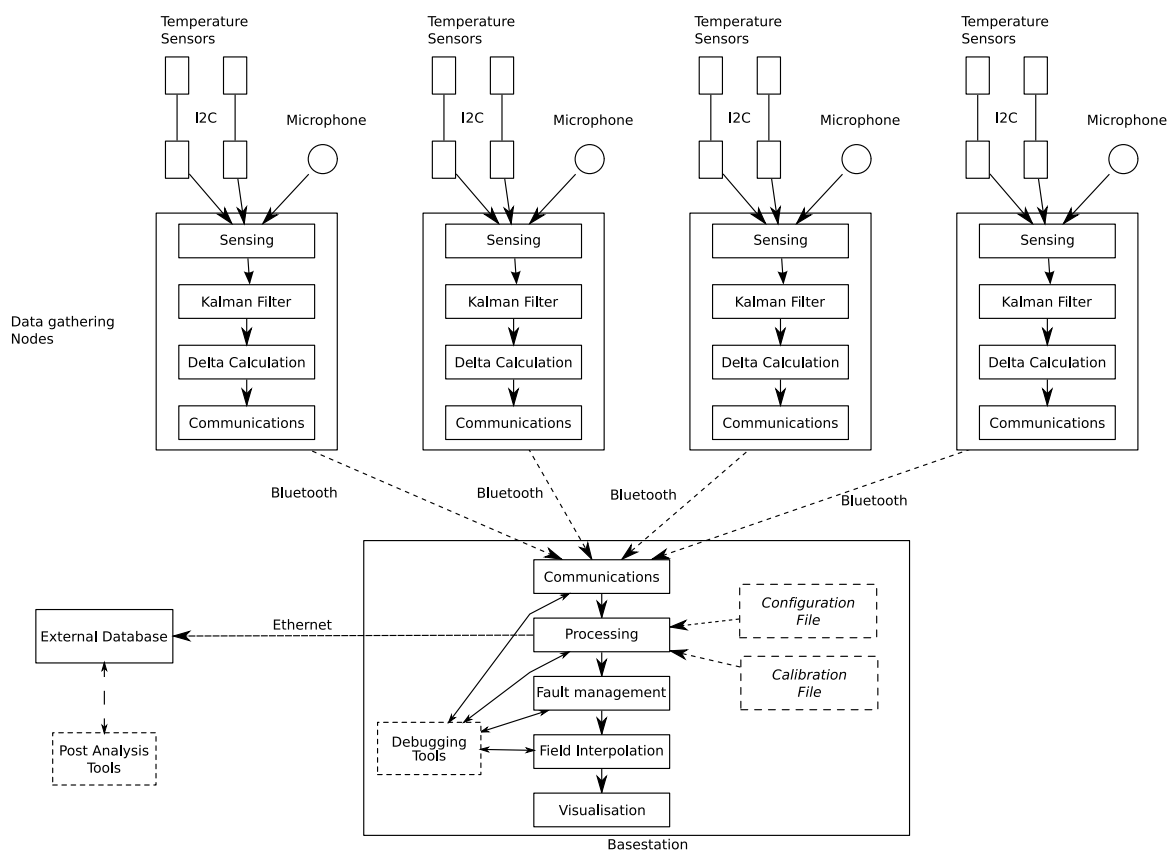 Temperature
Sensors
Temperature
Sensors
Temperature
Sensors
Temperature
Sensors
I2C
Microphone
I2C
Microphone
I2C
Microphone
I2C
Microphone
Sensing
Sensing
Sensing
Sensing
Kalman Filter
Kalman Filter
Kalman Filter
Kalman Filter
Data gathering
Nodes
Delta Calculation
Delta Calculation
Delta Calculation
Delta Calculation
Communications
Communications
Communications
Communications
Bluetooth
Bluetooth
Bluetooth
Bluetooth
Communications
Configuration
File
Ethernet
External Database
Processing
Calibration
File
Fault management
Debugging
Tools
Field Interpolation
Post Analysis
Tools
Visualisation
Basestation